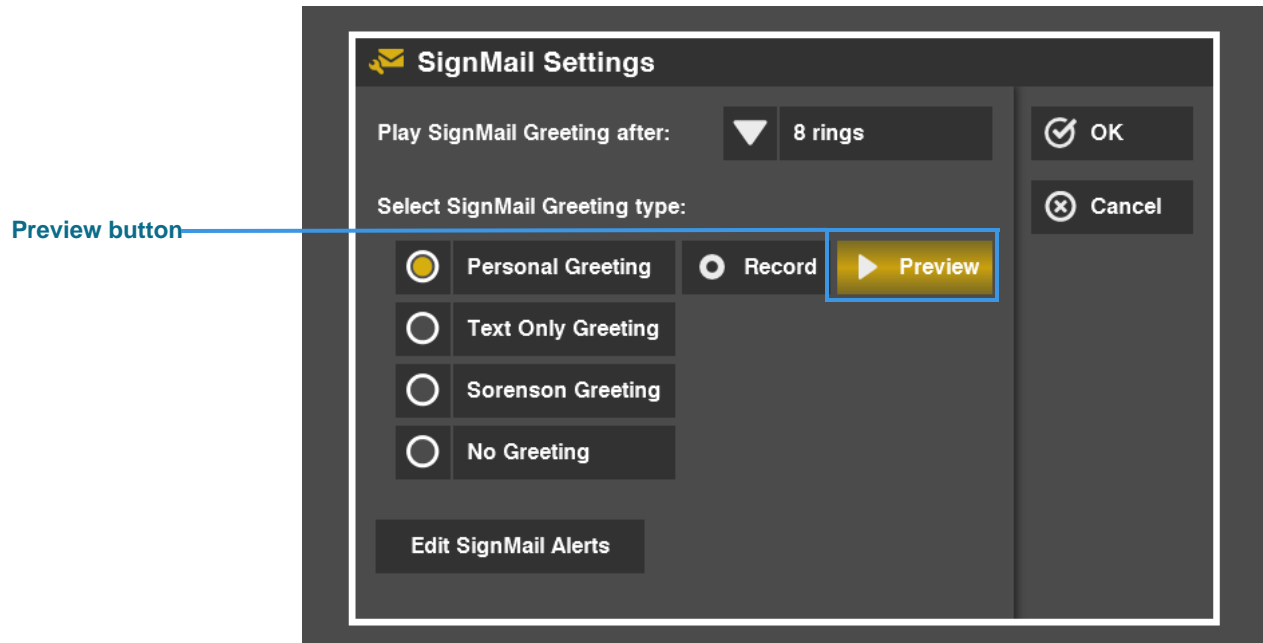 SignMail Settings
Play SignMail Greeting after: 8 rings
OK
Select SignMail Greeting type:
Cancel
Preview button
Personal Greeting Record Preview
Text Only Greeting
Sorenson Greeting
No Greeting
Edit SignMail Alerts